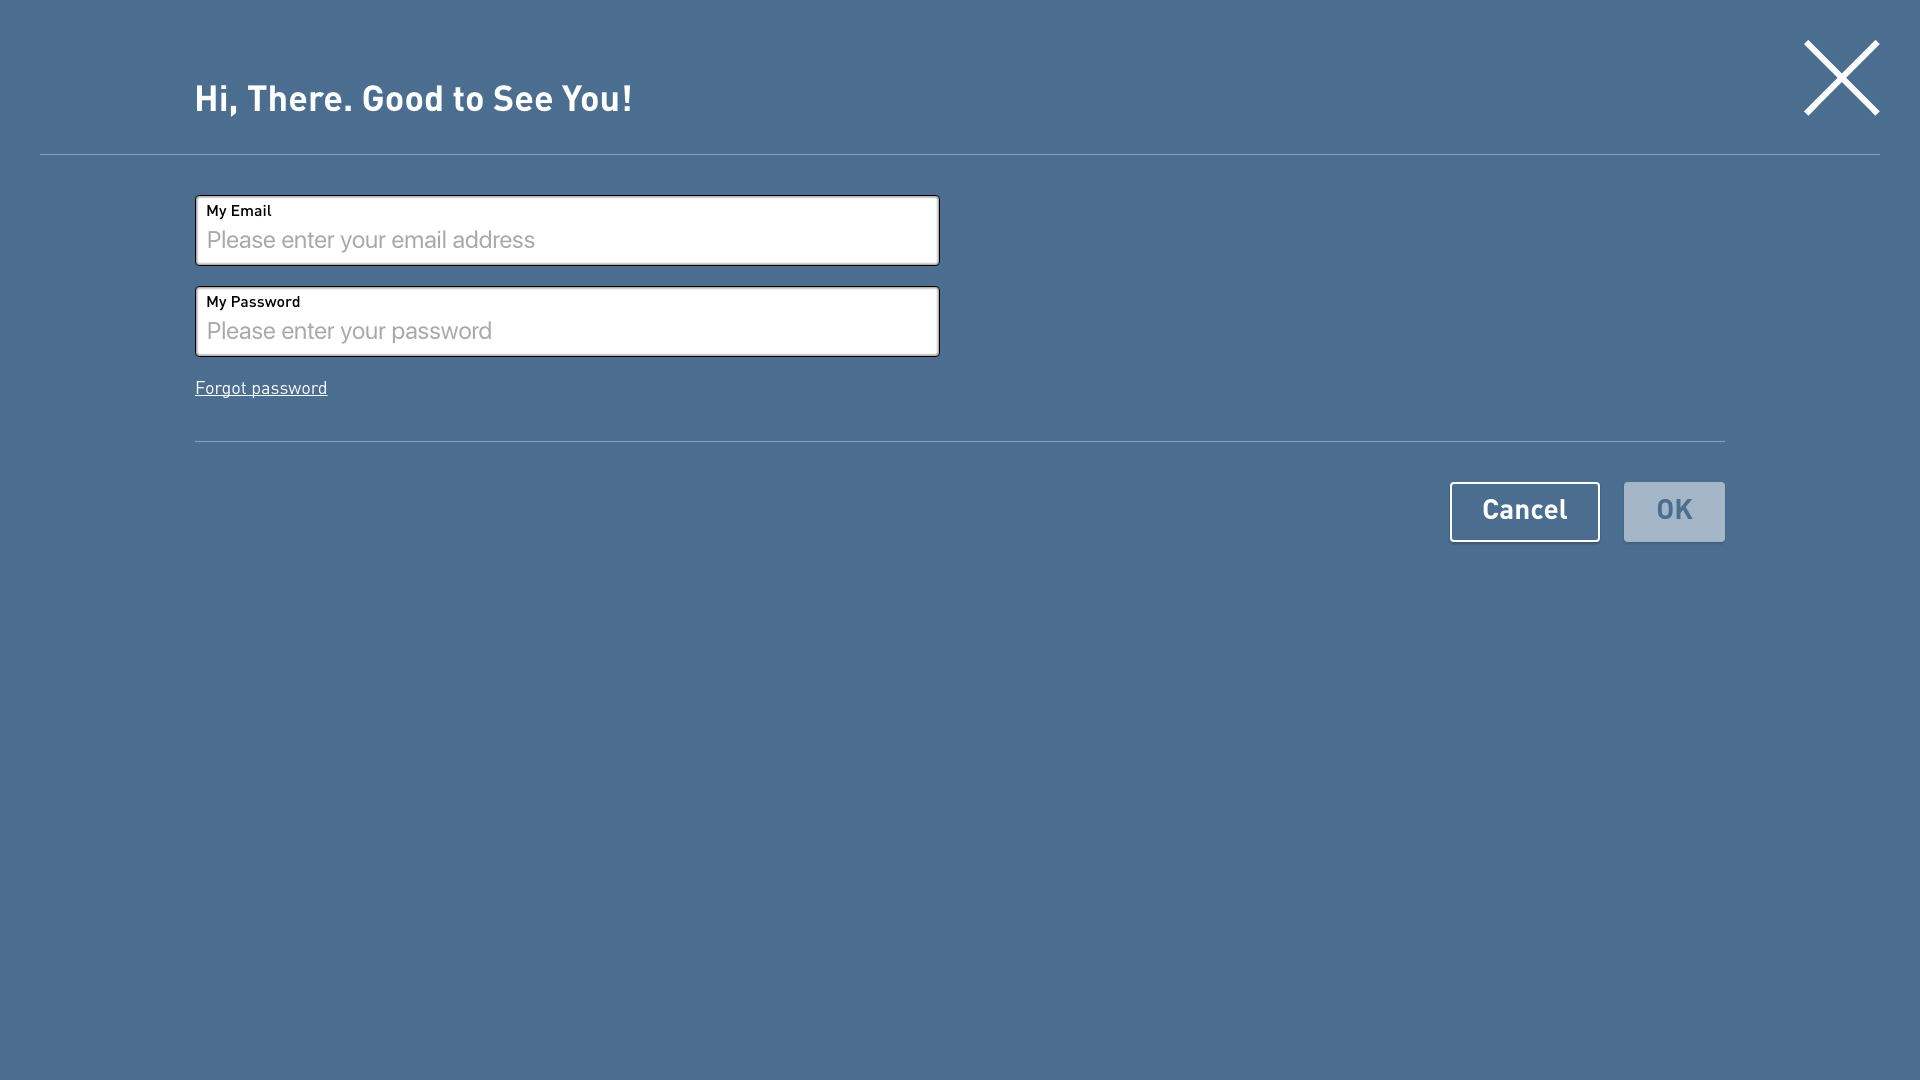 Hi, There. Good to See You!
My Email
Please enter your email address
My Password
Please enter your password
Forgot password
Cancel
OK